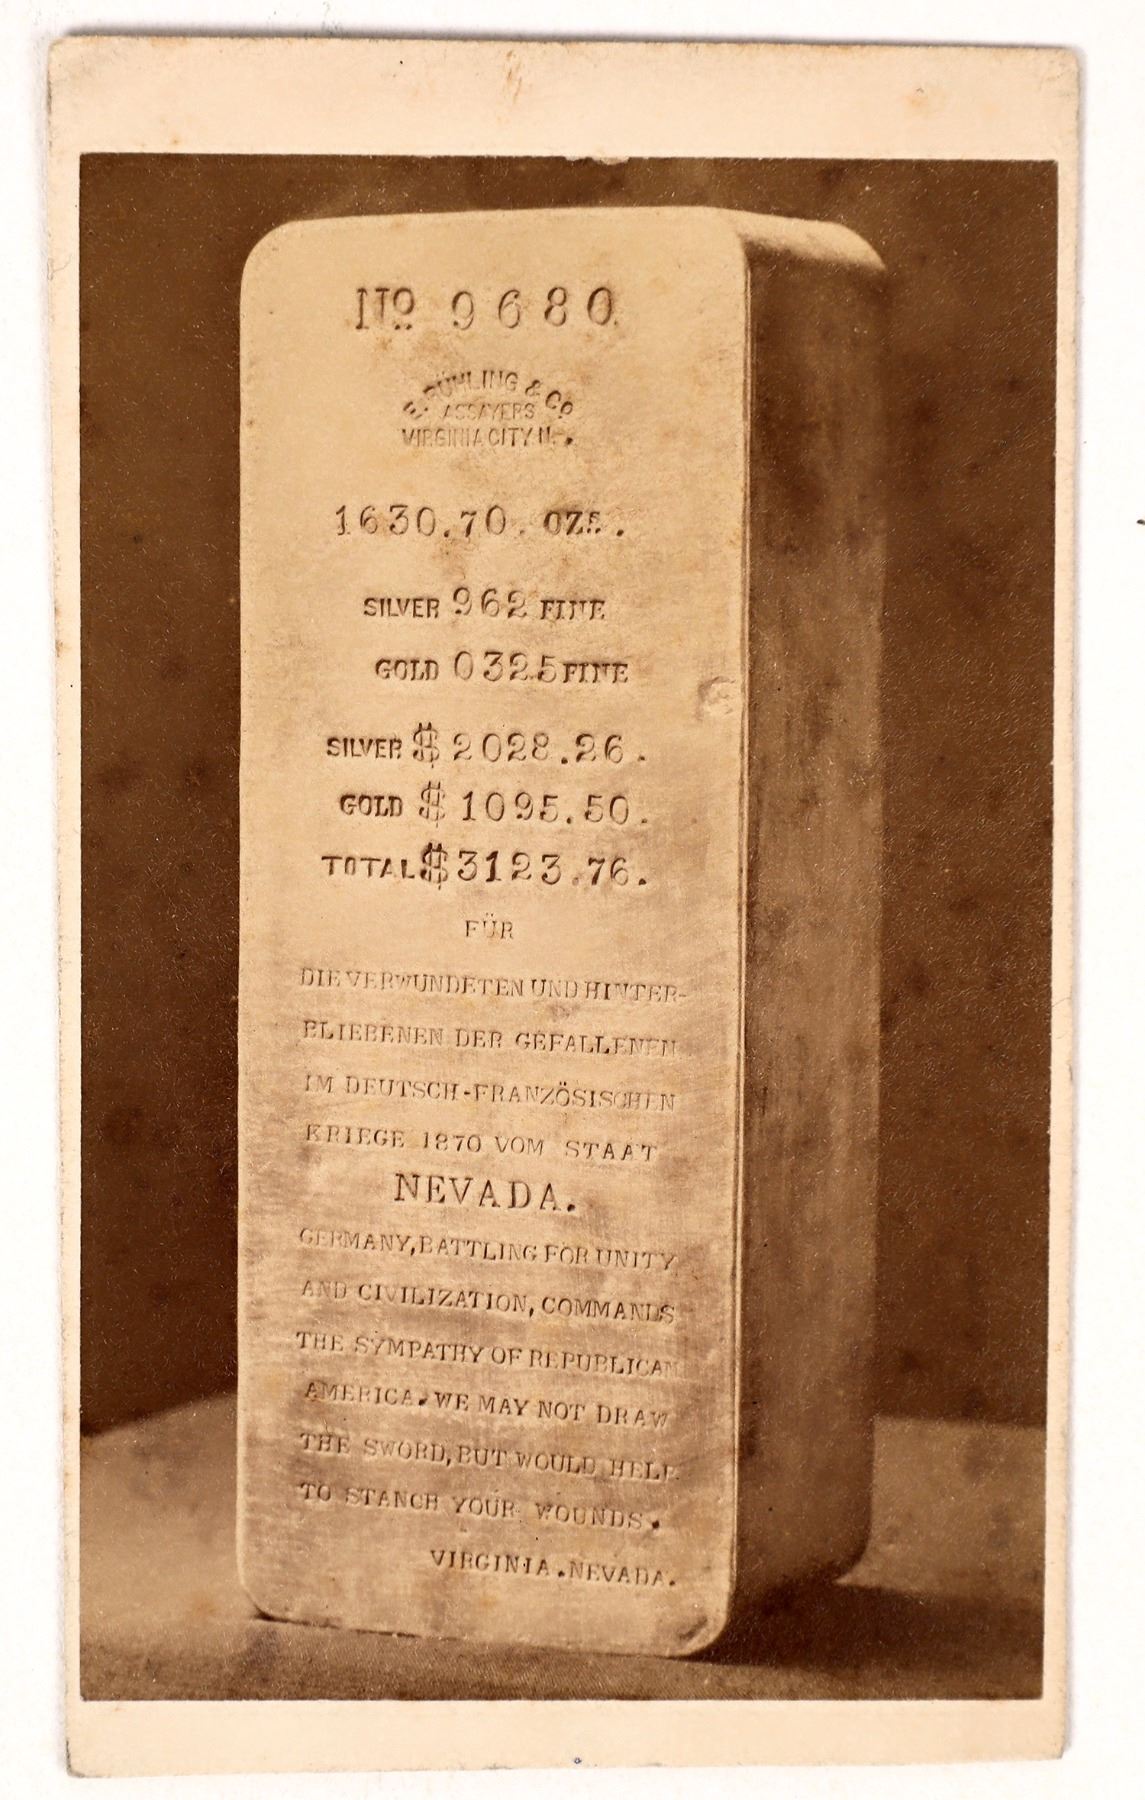 No 9680
E. RÜHLING & Co
ASSAYERS
VIRGINIA CITY N.
1630.70. OZS.
SILVER 962 FINE
GOLD 0325 FINE
SILVER $ 2028.26.
GOLD $ 1095.50.
TOTAL $ 3123.76.
FÜR
DIE VERWUNDETEN UND HINTER-
BLIEBENEN DER GEFALLENEN
IM DEUTSCH-FRANZÖSISCHEN
KRIEGE 1870 VOM STAAT
NEVADA.
GERMANY, BATTLING FOR UNITY
AND CIVILIZATION, COMMANDS
THE SYMPATHY OF REPUBLICAN
AMERICA. WE MAY NOT DRAW
THE SWORD, BUT WOULD HELP
TO STANCH YOUR WOUNDS.
VIRGINIA. NEVADA.